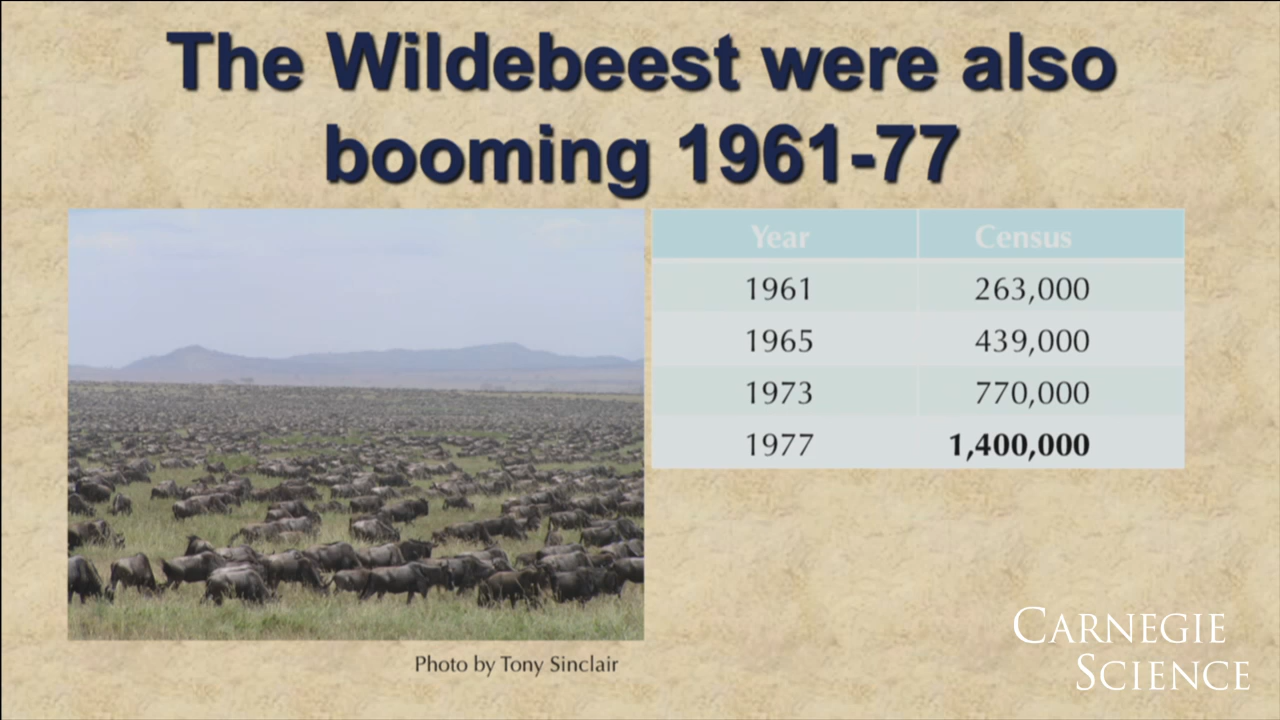 The Wildebeest were also
booming 1961-77
Year Census
1961 263,000
1965 439,000
1973 770,000
1977 1,400,000
Photo by Tony Sinclair
CARNEGIE
SCIENCE